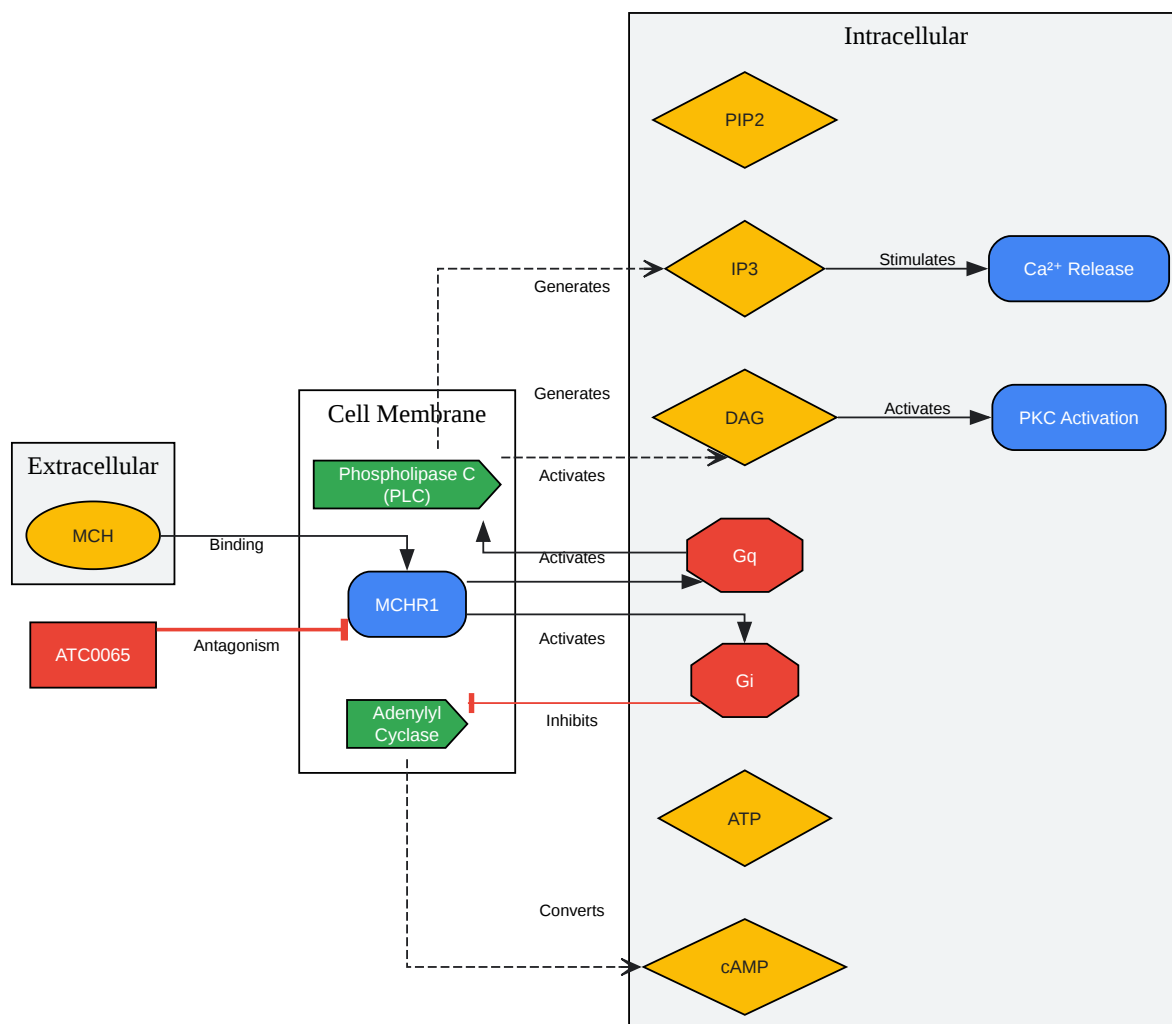 Intracellular
PIP2
IP3
Stimulates
Ca²⁺ Release
Generates
Generates
DAG
Activates
PKC Activation
Cell Membrane
Extracellular
Phospholipase C
(PLC)
Activates
MCH
Binding
Activates
Gq
MCHR1
ATC0065
Antagonism
Activates
Gi
Adenylyl
Cyclase
Inhibits
ATP
Converts
cAMP